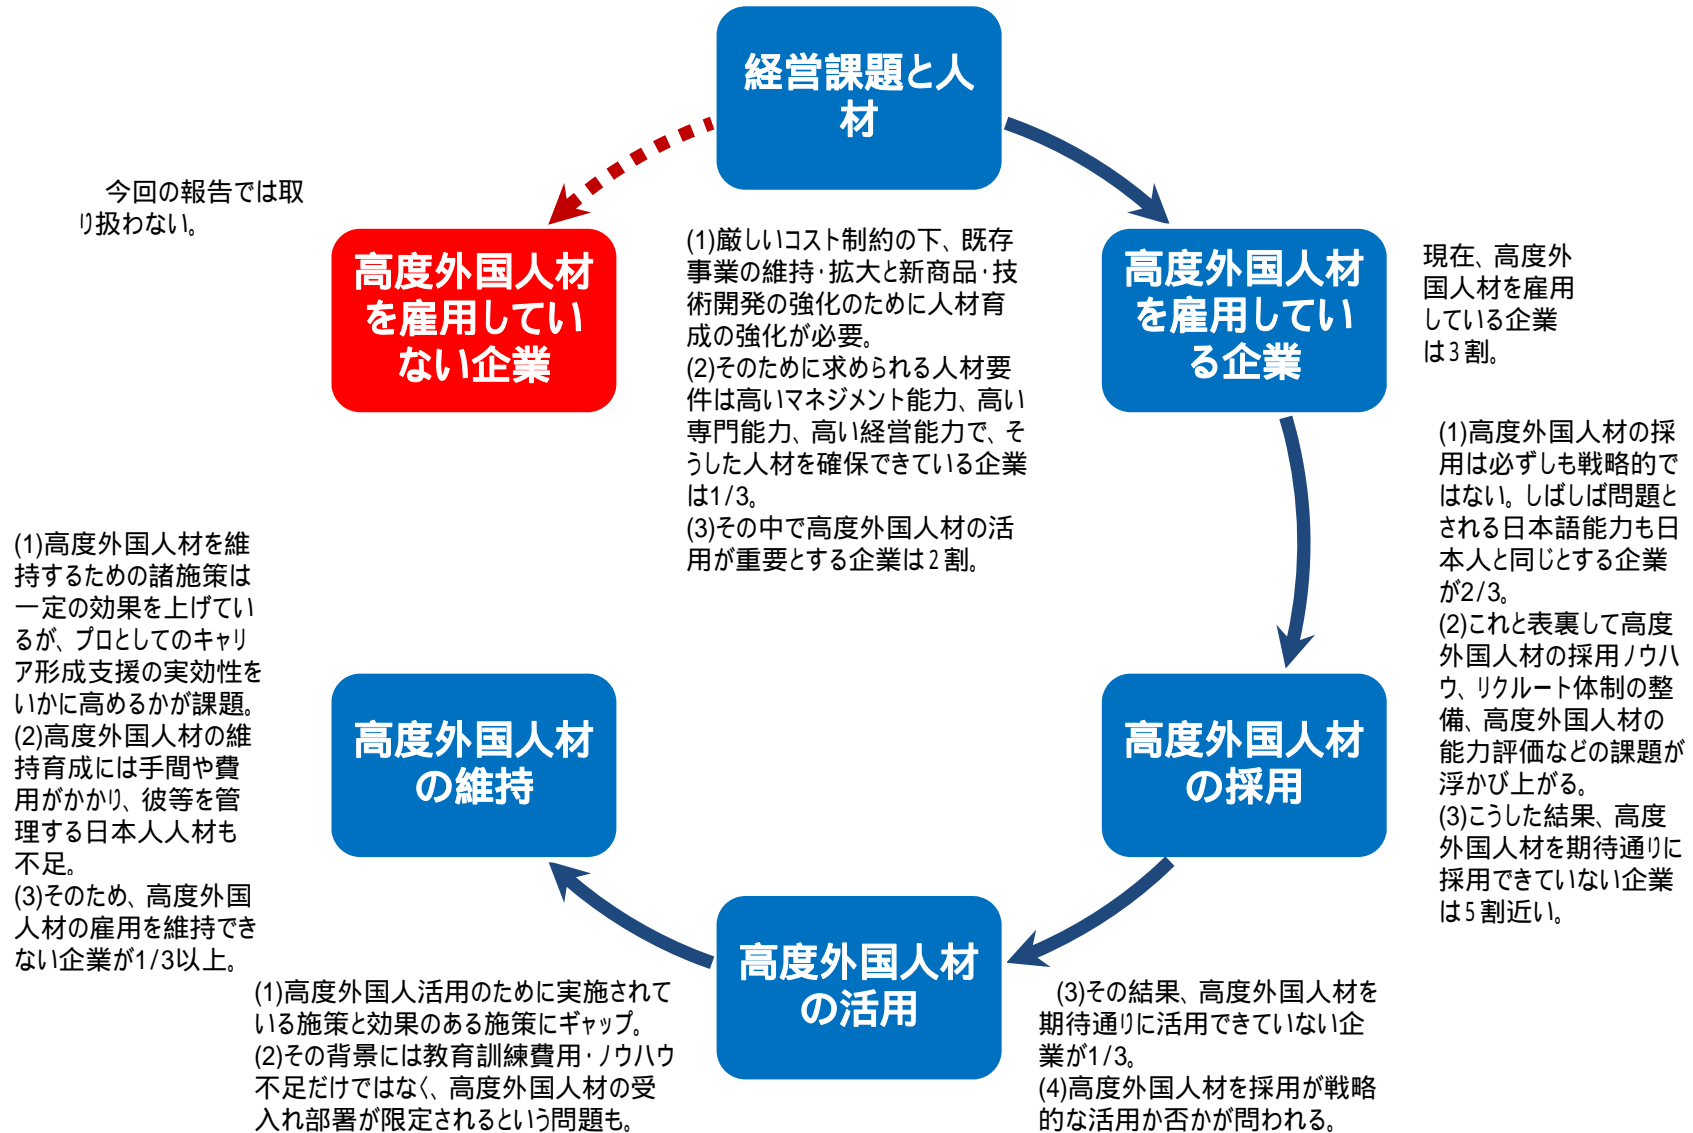 経営課題と人
材
今回の報告では取
り扱わない。
高度外国人材
を雇用してい
ない企業
(1)厳しいコスト制約の下、既存
事業の維持・拡大と新商品・技
術開発の強化のために人材育
成の強化が必要。
(2)そのために求められる人材要
件は高いマネジメント能力、高い
専門能力、高い経営能力で、そ
うした人材を確保できている企業
は1/3。
(3)その中で高度外国人材の活
用が重要とする企業は2割。
高度外国人材
を雇用してい
る企業
現在、高度外
国人材を雇用
している企業
は3割。
(1)高度外国人材の採
用は必ずしも戦略的で
はない。しばしば問題と
される日本語能力も日
本人と同じとする企業
が2/3。
(2)これと表裏して高度
外国人材の採用ノウハ
ウ、リクルート体制の整
備、高度外国人材の
能力評価などの課題が
浮かび上がる。
(3)こうした結果、高度
外国人材を期待通りに
採用できていない企業
は5割近い。
高度外国人材
の採用
(1)高度外国人材を維
持するための諸施策は
一定の効果を上げてい
るが、プロとしてのキャリ
ア形成支援の実効性を
いかに高めるかが課題。
(2)高度外国人材の維
持育成には手間や費
用がかかり、彼等を管
理する日本人人材も
不足。
(3)そのため、高度外国
人材の雇用を維持でき
ない企業が1/3以上。
高度外国人材
の維持
高度外国人材
の活用
(1)高度外国人活用のために実施されて
いる施策と効果のある施策にギャップ。
(2)その背景には教育訓練費用・ノウハウ
不足だけではなく、高度外国人材の受
入れ部署が限定されるという問題も。
(3)その結果、高度外国人材を
期待通りに活用できていない企
業が1/3。
(4)高度外国人材を採用が戦略
的な活用か否かが問われる。